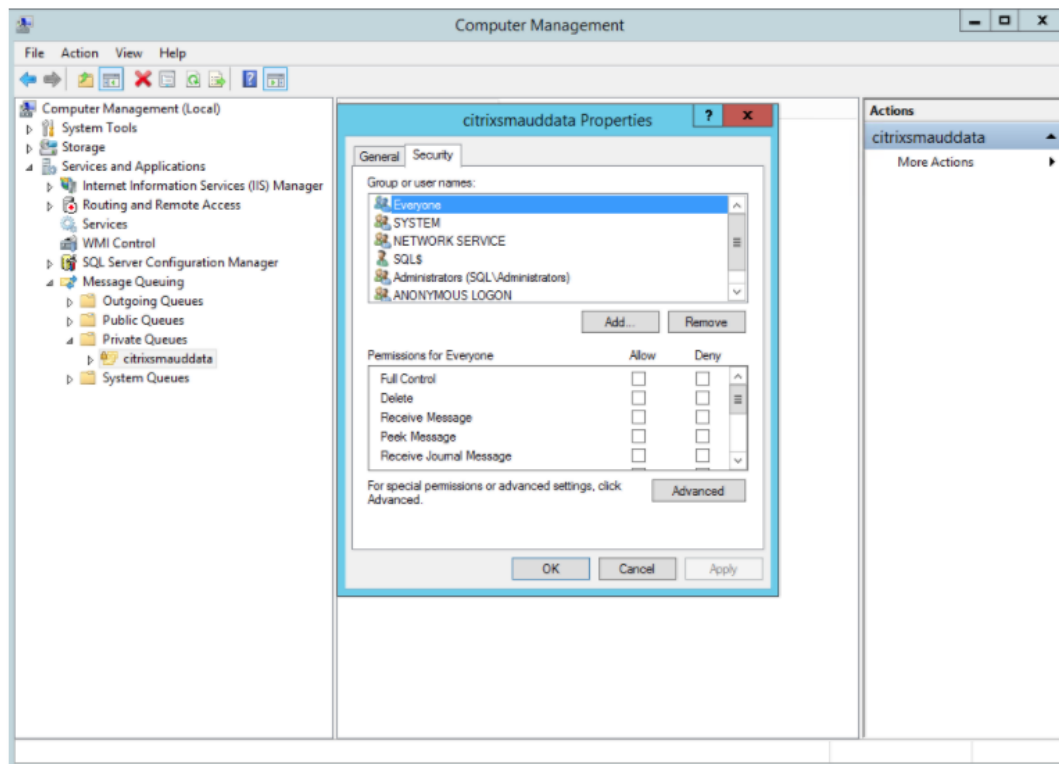 Computer Management
File Action View Help
Computer Management (Local)
System Tools
Storage
Services and Applications
Internet Information Services (IIS) Manager
Routing and Remote Access
Services
WMI Control
SQL Server Configuration Manager
Message Queuing
Outgoing Queues
Public Queues
Private Queues
citrixsmauddata
System Queues
citrixsmauddata Properties
General Security
Group or user names:
Everyone
SYSTEM
NETWORK SERVICE
SQL$
Administrators (SQL\Administrators)
ANONYMOUS LOGON
Add... Remove
Permissions for Everyone Allow Deny
Full Control
Delete
Receive Message
Peek Message
Receive Journal Message
For special permissions or advanced settings, click
Advanced.
Advanced
OK Cancel Apply
Actions
citrixsmauddata
More Actions